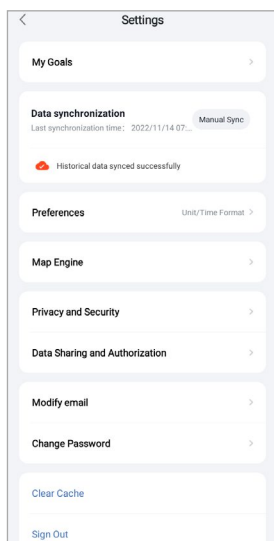 Settings
My Goals
Data synchronization
Last synchronization time： 2022/11/14 07:...
Manual Sync
Historical data synced successfully
Preferences
Unit/Time Format
Map Engine
Privacy and Security
Data Sharing and Authorization
Modify email
Change Password
Clear Cache
Sign Out